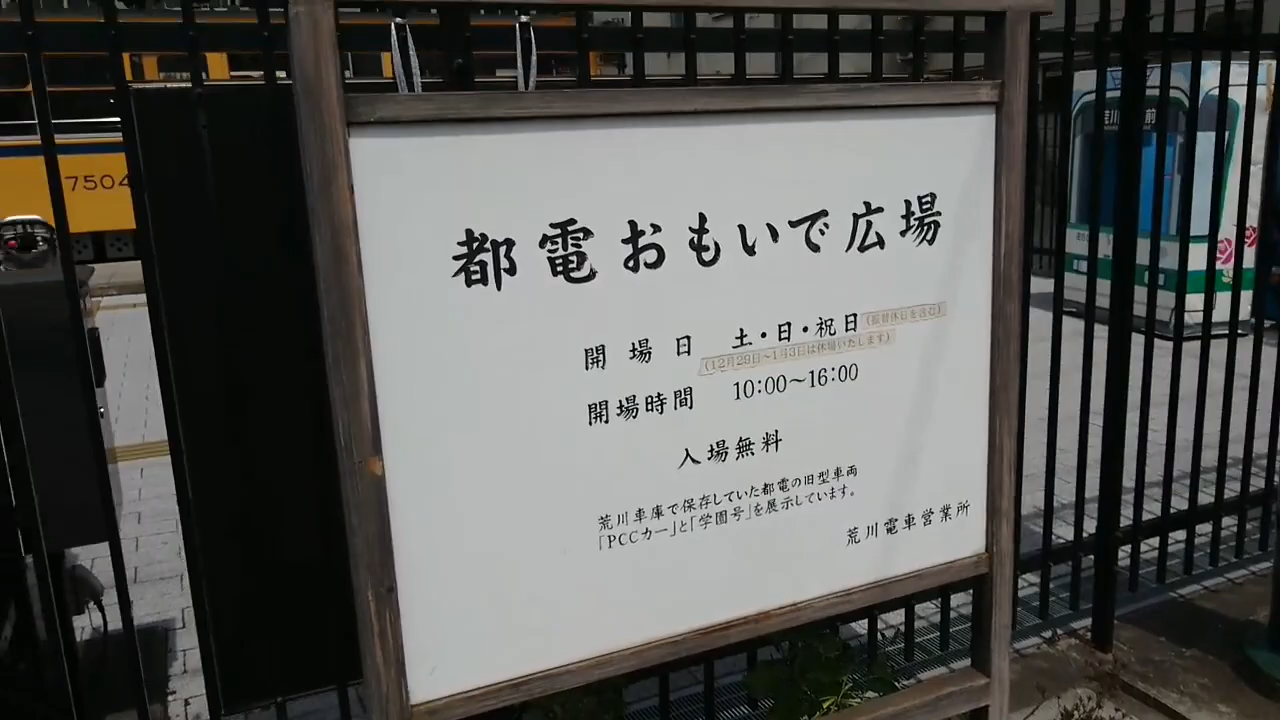 7504
都電おもいで広場
開場日 土・日・祝日(振替休日を含む)
(12月29日～1月3日は休場いたします)
開場時間 10:00～16:00
入場無料
荒川車庫で保存していた都電の旧型車両
「PCCカー」と「学園号」を展示しています。
荒川電車営業所
荒川 前